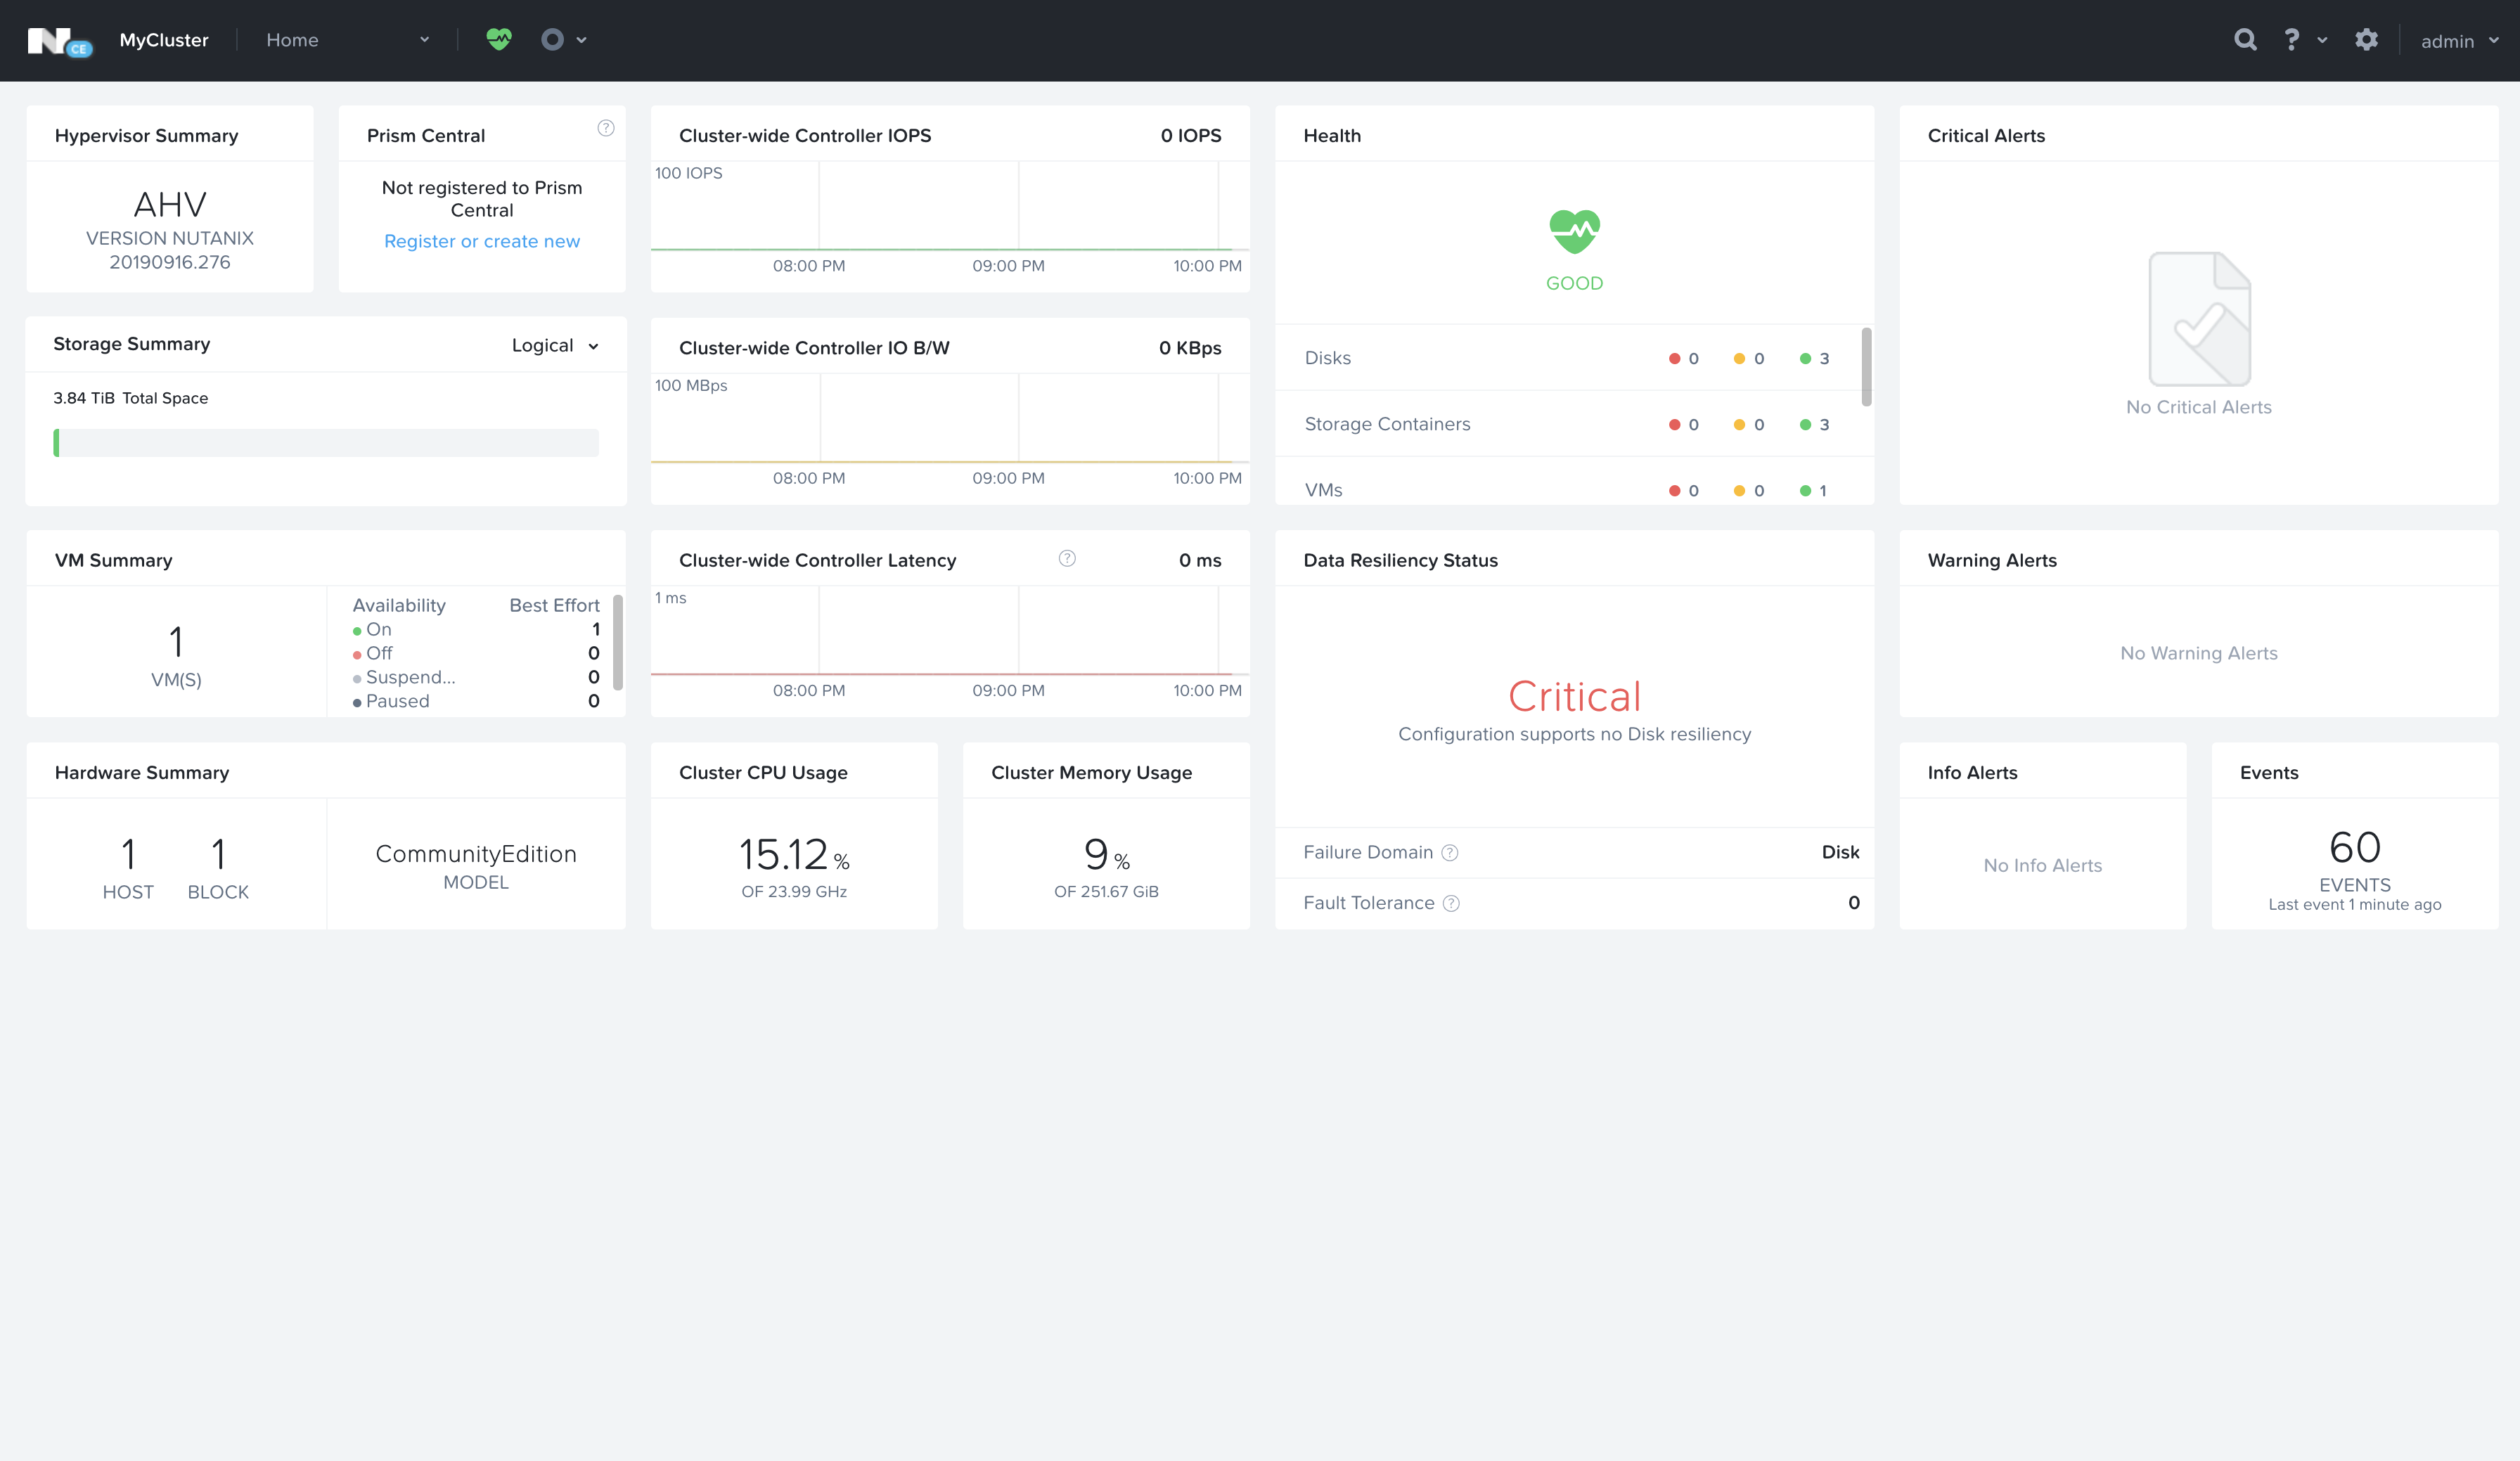 N CE
MyCluster
Home
? 
admin
Hypervisor Summary
AHV
VERSION NUTANIX
20190916.276
Prism Central
?
Not registered to Prism
Central
Register or create new
Storage Summary
Logical
3.84 TiB Total Space
VM Summary
1
VM(S)
Availability Best Effort
On 1
Off 0
Suspend... 0
Paused 0
Hardware Summary
1
HOST
1
BLOCK
CommunityEdition
MODEL
Cluster-wide Controller IOPS 0 IOPS
100 IOPS
08:00 PM 09:00 PM 10:00 PM
Cluster-wide Controller IO B/W 0 KBps
100 MBps
08:00 PM 09:00 PM 10:00 PM
Cluster-wide Controller Latency ? 0 ms
1 ms
08:00 PM 09:00 PM 10:00 PM
Cluster CPU Usage
15.12 %
OF 23.99 GHz
Cluster Memory Usage
9 %
OF 251.67 GiB
Health
GOOD
Disks 0 0 3
Storage Containers 0 0 3
VMs 0 0 1
Data Resiliency Status
Critical
Configuration supports no Disk resiliency
Failure Domain ? Disk
Fault Tolerance ? 0
Critical Alerts
No Critical Alerts
Warning Alerts
No Warning Alerts
Info Alerts
No Info Alerts
Events
60
EVENTS
Last event 1 minute ago